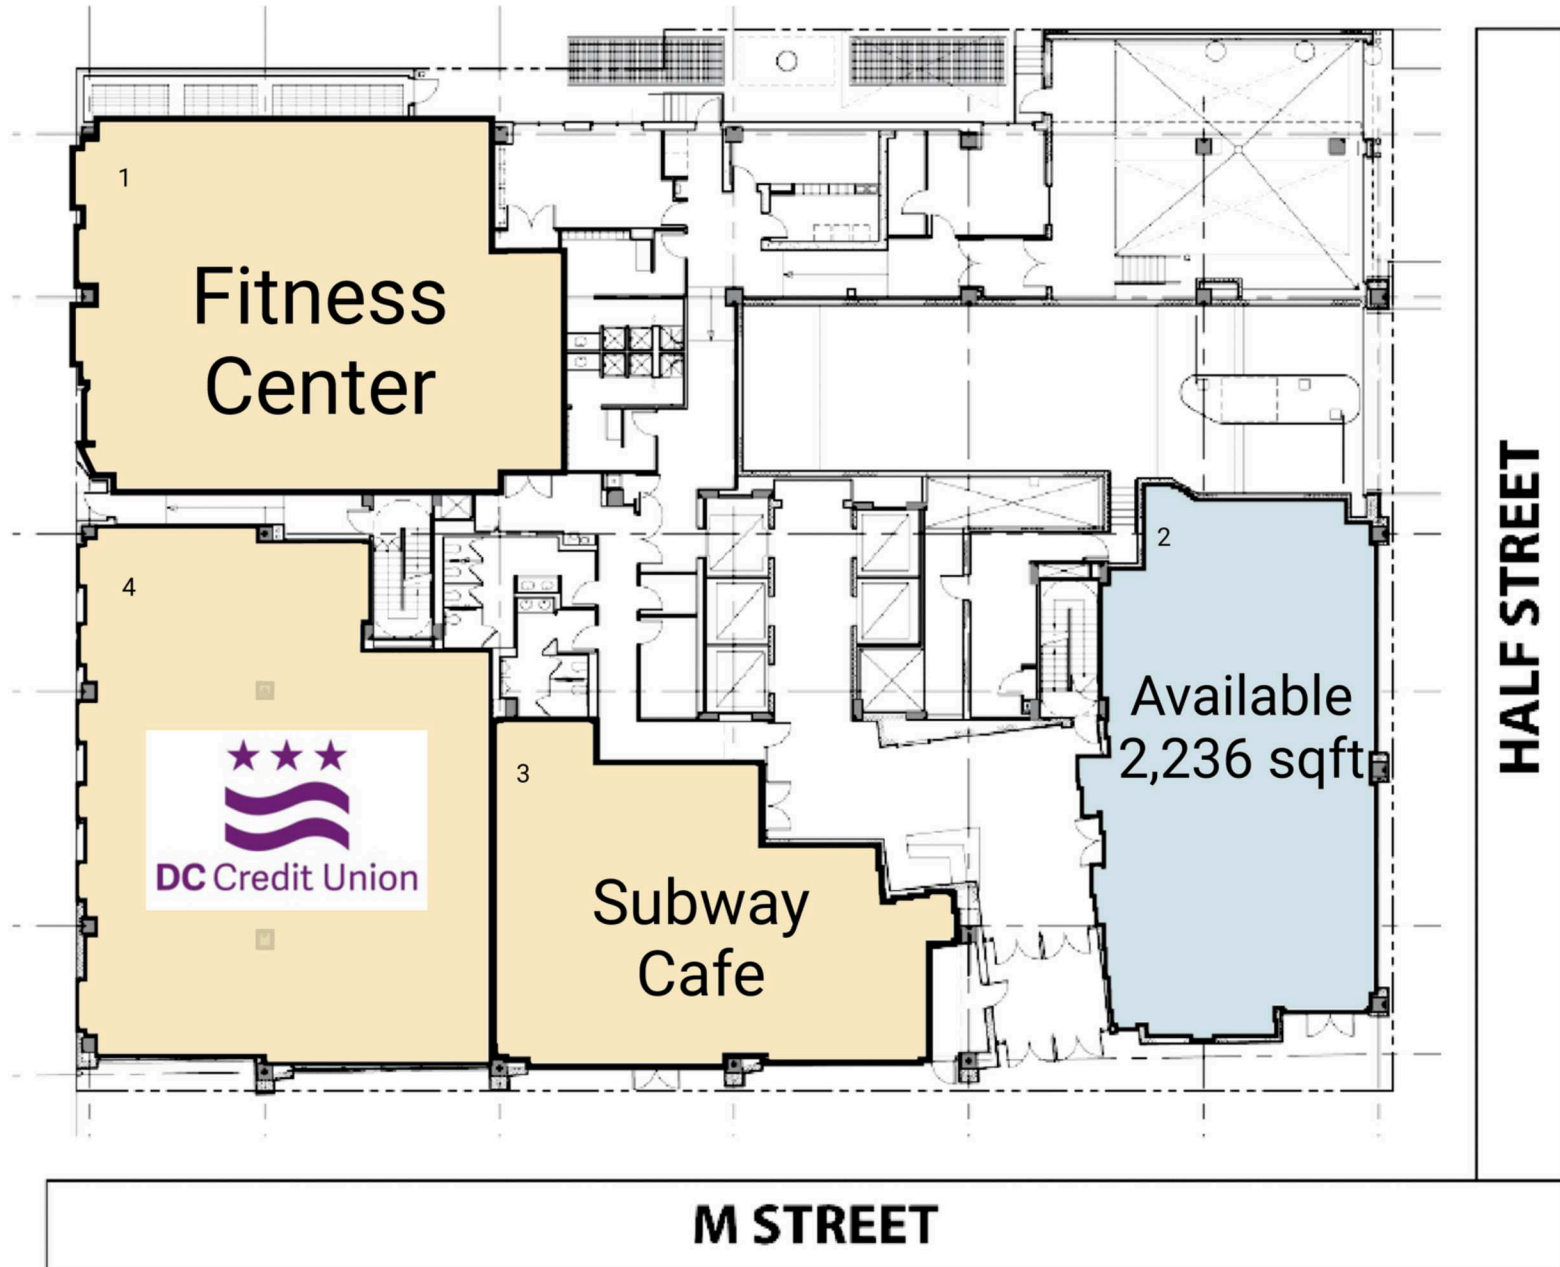 1
Fitness
Center
2
Available
2,236 sqft
HALF STREET
4
DC Credit Union
3
Subway
Cafe
M STREET